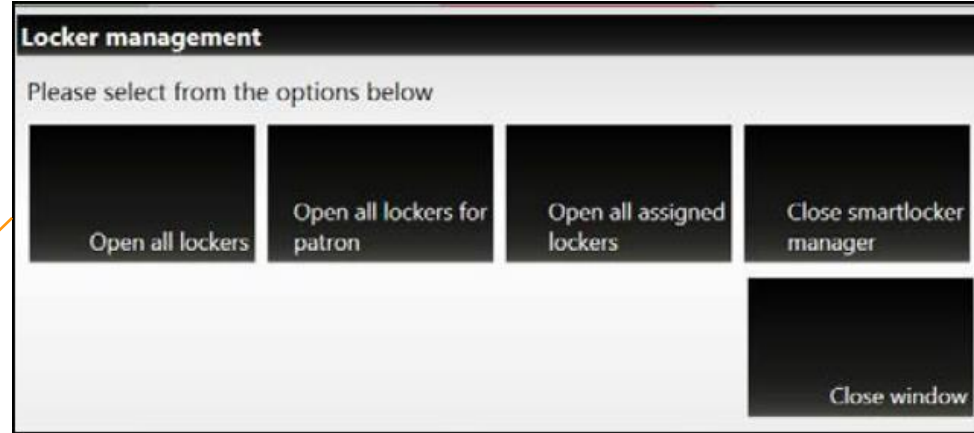 Locker management
Please select from the options below
Open all lockers
Open all lockers for
patron
Open all assigned
lockers
Close smartlocker
manager
Close window